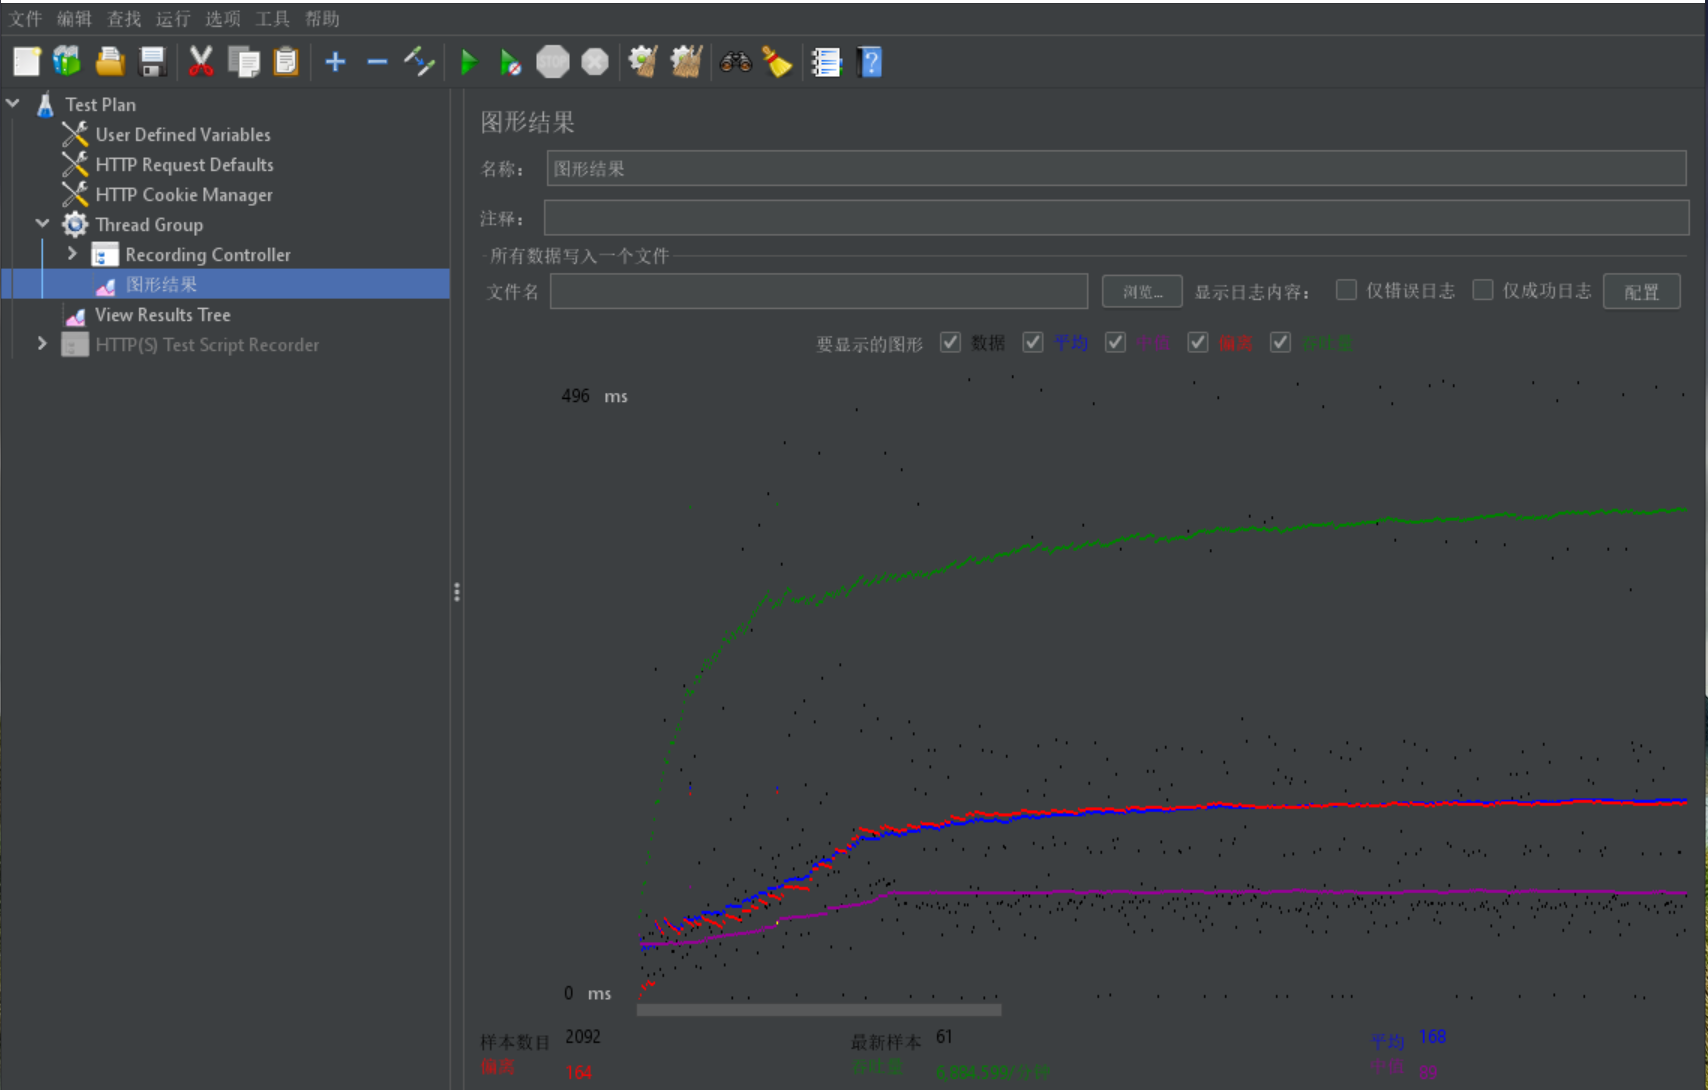 文件 编辑 查找 运行 选项 工具 帮助
STOP
Test Plan
User Defined Variables
HTTP Request Defaults
HTTP Cookie Manager
Thread Group
Recording Controller
图形结果
View Results Tree
HTTP(S) Test Script Recorder
图形结果
名称： 图形结果
注释：
所有数据写入一个文件
文件名 浏览... 显示日志内容： 仅错误日志 仅成功日志 配置
要显示的图形 数据 平均 中值 偏离 吞吐量
496 ms
0 ms
样本数目 2092 最新样本 61 平均 168
偏离 164 吞吐量 6,884.599/分钟 中值